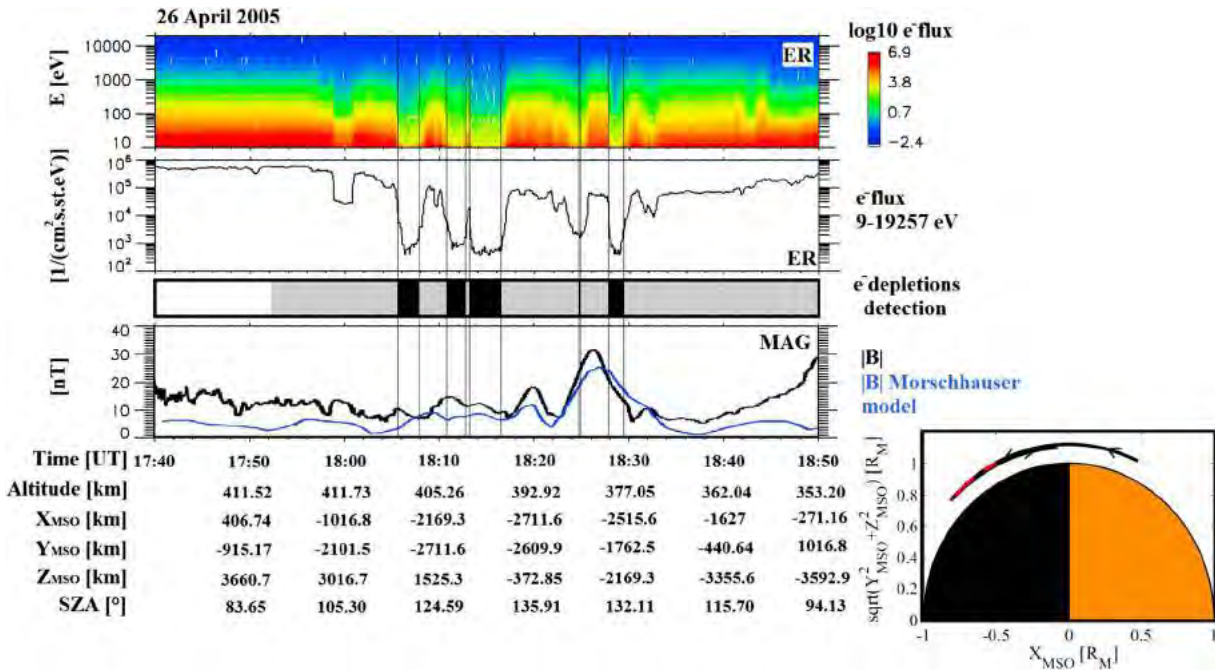 26 April 2005
E [eV]
10000
1000
100
10
ER
log10 e⁻flux
6.9
3.8
0.7
−2.4
[1/(cm².s.st.eV)]
10⁶
10⁵
10⁴
10³
10²
ER
e⁻flux
9-19257 eV
e⁻depletions
detection
[nT]
40
30
20
10
0
MAG
|B|
|B| Morschhauser
model
Time [UT] 17:40 17:50 18:00 18:10 18:20 18:30 18:40 18:50
Altitude [km] 411.52 411.73 405.26 392.92 377.05 362.04 353.20
X_MSO [km] 406.74 -1016.8 -2169.3 -2711.6 -2515.6 -1627 -271.16
Y_MSO [km] -915.17 -2101.5 -2711.6 -2609.9 -1762.5 -440.64 1016.8
Z_MSO [km] 3660.7 3016.7 1525.3 -372.85 -2169.3 -3355.6 -3592.9
SZA [°] 83.65 105.30 124.59 135.91 132.11 115.70 94.13
sqrt(Y²_MSO+Z²_MSO) [R_M]
1
0.8
0.6
0.4
0.2
0
-1 -0.5 0 0.5 1
X_MSO [R_M]